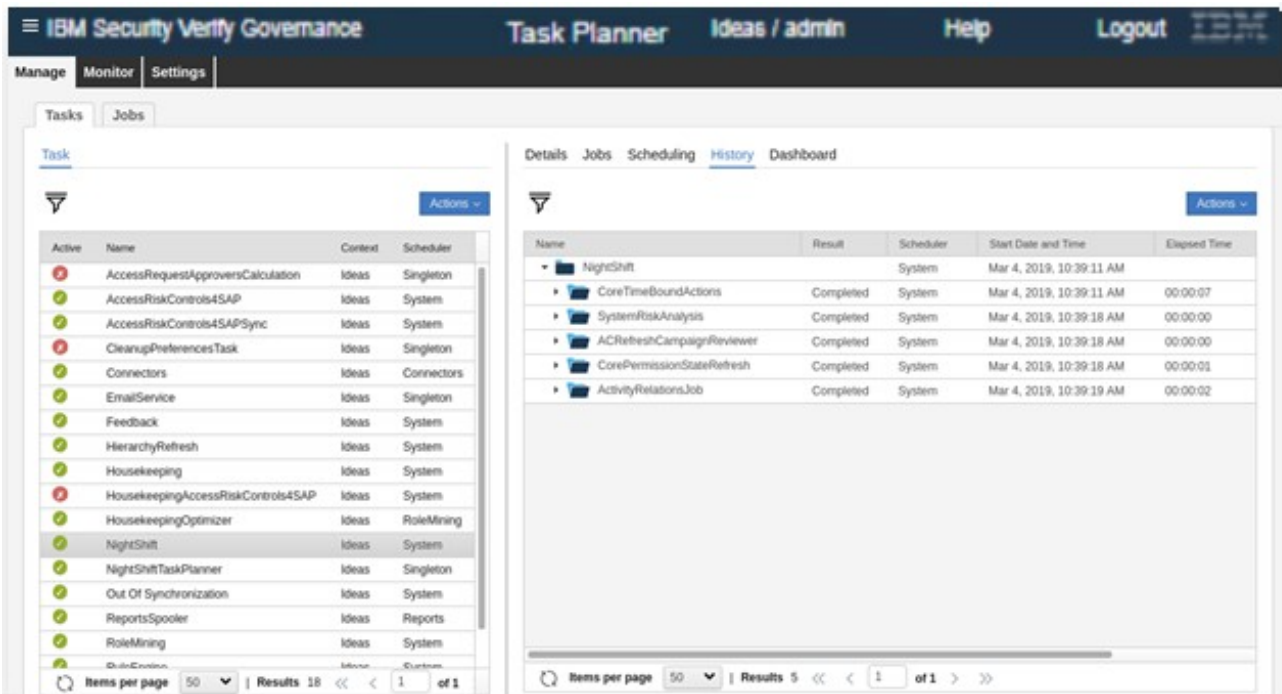 IBM Security Verify Governance Task Planner Ideas / admin Help Logout IBM
Manage Monitor Settings
Tasks Jobs
Task
Details Jobs Scheduling History Dashboard
Actions
Actions
Active Name Context Scheduler
AccessRequestApproversCalculation Ideas Singleton
AccessRiskControls4SAP Ideas System
AccessRiskControls4SAPSync Ideas System
CleanupPreferencesTask Ideas Singleton
Connectors Ideas Connectors
EmailService Ideas Singleton
Feedback Ideas System
HierarchyRefresh Ideas System
Housekeeping Ideas System
HousekeepingAccessRiskControls4SAP Ideas System
HousekeepingOptimizer Ideas RoleMining
NightShift Ideas System
NightShiftTaskPlanner Ideas Singleton
Out Of Synchronization Ideas System
ReportsSpooler Ideas Reports
RoleMining Ideas System
RuleEngine Ideas System
Items per page 50 | Results 18 << < 1 of 1
Name Result Scheduler Start Date and Time Elapsed Time
NightShift System Mar 4, 2019, 10:39:11 AM
CoreTimeBoundActions Completed System Mar 4, 2019, 10:39:11 AM 00:00:07
SystemRiskAnalysis Completed System Mar 4, 2019, 10:39:18 AM 00:00:00
ACRefreshCampaignReviewer Completed System Mar 4, 2019, 10:39:18 AM 00:00:00
CorePermissionStateRefresh Completed System Mar 4, 2019, 10:39:18 AM 00:00:01
ActivityRelationsJob Completed System Mar 4, 2019, 10:39:19 AM 00:00:02
Items per page 50 | Results 5 << < 1 of 1 > >>